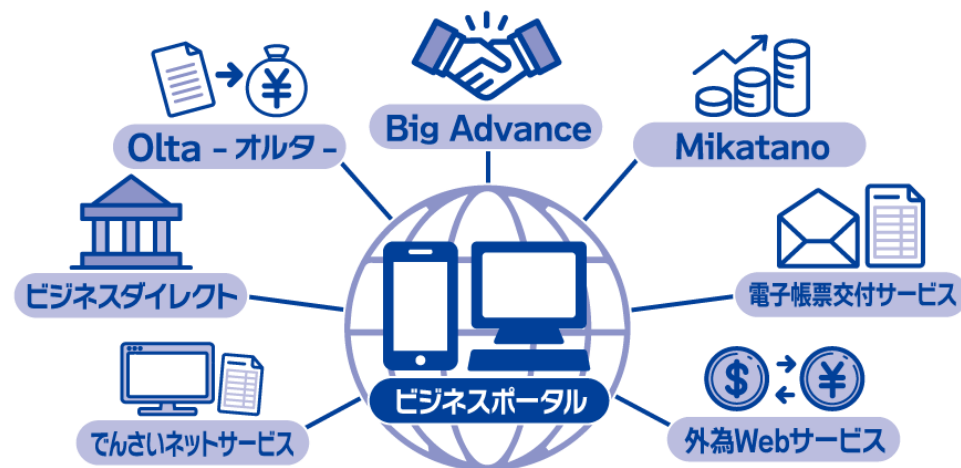 Big Advance
Olta - オルタ -
Mikatano
ビジネスダイレクト
電子帳票交付サービス
ビジネスポータル
でんさいネットサービス
外為Webサービス